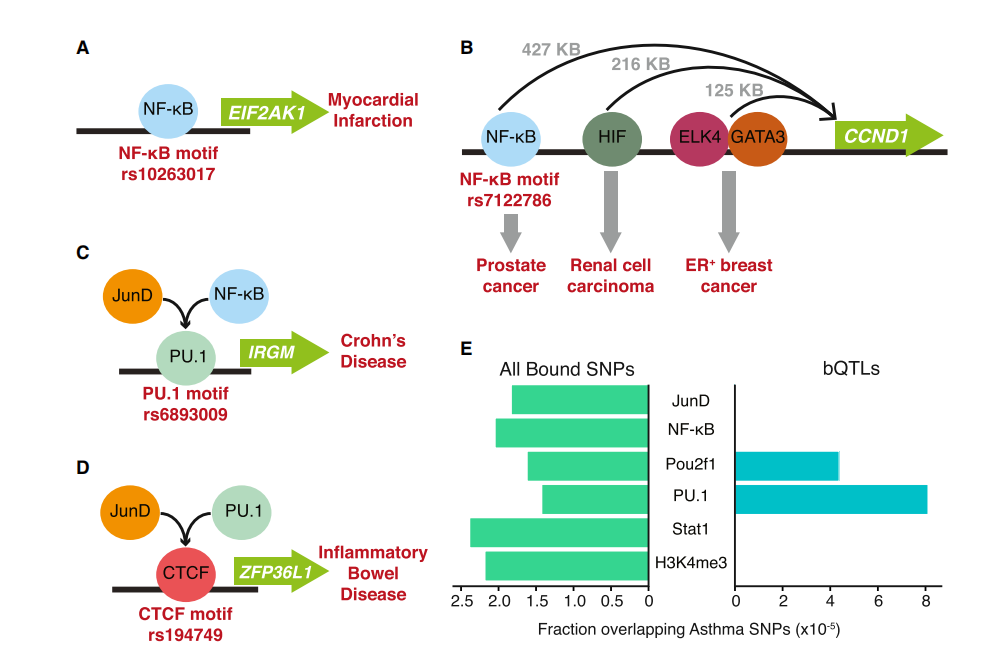 A
NF-κB
EIF2AK1
Myocardial
Infarction
NF-κB motif
rs10263017
B
427 KB
216 KB
125 KB
NF-κB
HIF
ELK4
GATA3
CCND1
NF-κB motif
rs7122786
Prostate
cancer
Renal cell
carcinoma
ER⁺ breast
cancer
C
JunD
NF-κB
PU.1
IRGM
Crohn’s
Disease
PU.1 motif
rs6893009
D
JunD
PU.1
CTCF
ZFP36L1
Inflammatory
Bowel
Disease
CTCF motif
rs194749
E
All Bound SNPs
bQTLs
JunD
NF-κB
Pou2f1
PU.1
Stat1
H3K4me3
2.5 2.0 1.5 1.0 0.5 0
0 2 4 6 8
Fraction overlapping Asthma SNPs (x10⁻⁵)